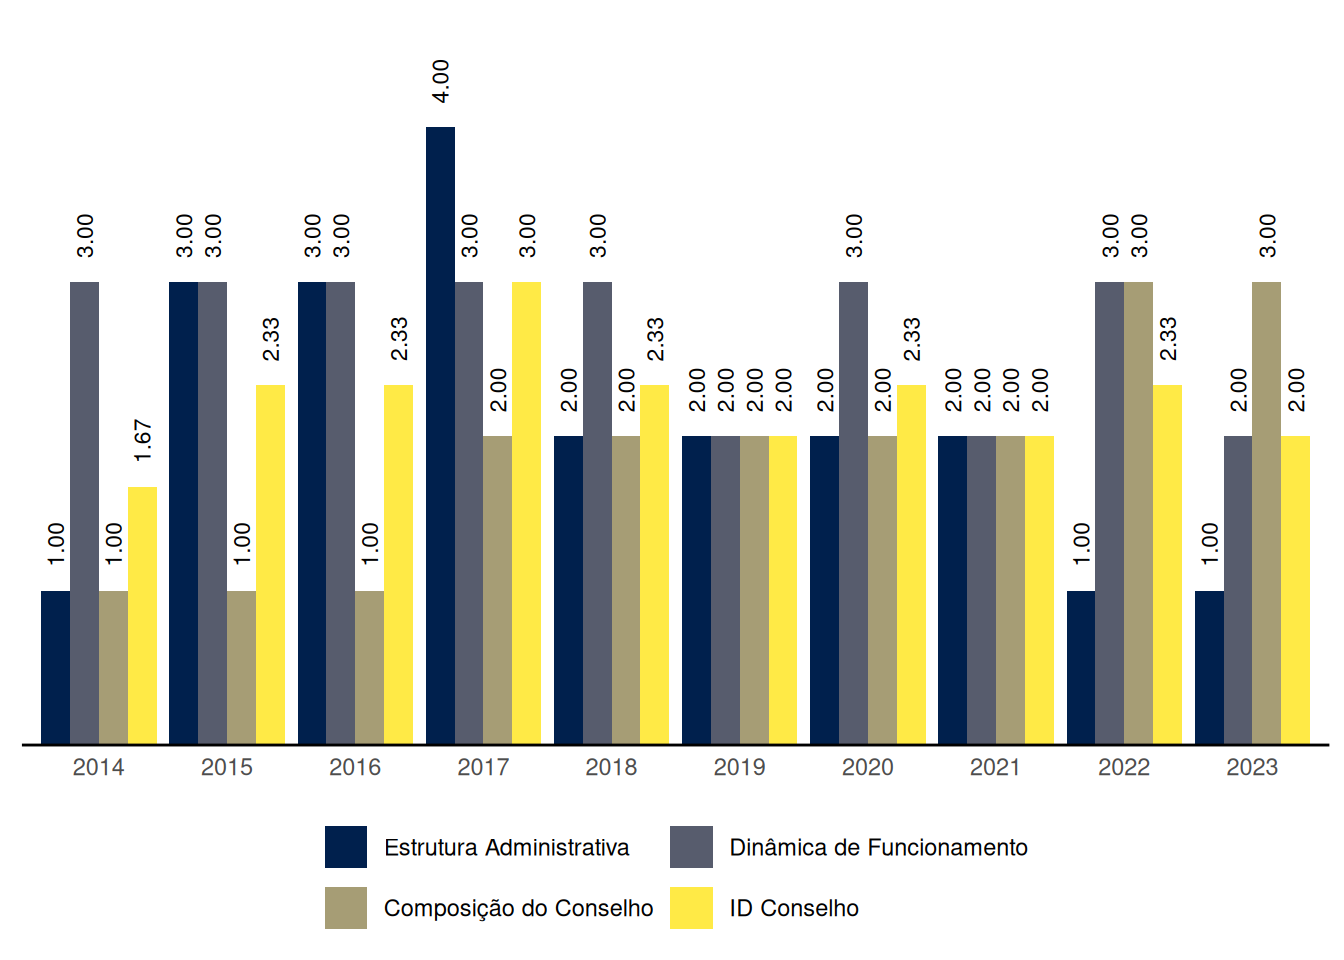 4.00
3.00 3.00 3.00 3.00 3.00 3.00 3.00 3.00 3.00 3.00 3.00 3.00 3.00
2.33 2.33 2.33 2.33 2.33
2.00 2.00 2.00 2.00 2.00 2.00 2.00 2.00 2.00 2.00 2.00 2.00 2.00 2.00 2.00
1.67
1.00 1.00 1.00 1.00 1.00 1.00
2014 2015 2016 2017 2018 2019 2020 2021 2022 2023
Estrutura Administrativa Dinâmica de Funcionamento
Composição do Conselho ID Conselho